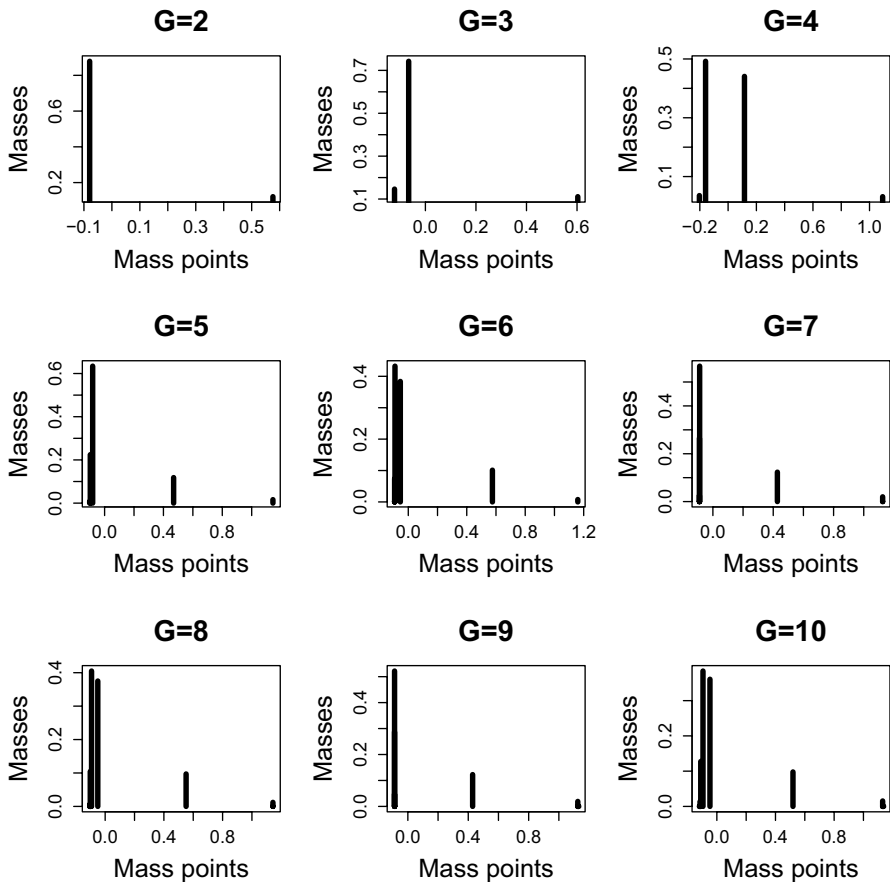 G=2
Masses
0.2 0.6
−0.1 0.1 0.3 0.5
Mass points
G=3
Masses
0.1 0.3 0.5 0.7
0.0 0.2 0.4 0.6
Mass points
G=4
Masses
0.1 0.3 0.5
−0.2 0.2 0.6 1.0
Mass points
G=5
Masses
0.0 0.2 0.4 0.6
0.0 0.4 0.8
Mass points
G=6
Masses
0.0 0.2 0.4
0.0 0.4 0.8 1.2
Mass points
G=7
Masses
0.0 0.2 0.4
0.0 0.4 0.8
Mass points
G=8
Masses
0.0 0.2 0.4
0.0 0.4 0.8
Mass points
G=9
Masses
0.0 0.2 0.4
0.0 0.4 0.8
Mass points
G=10
Masses
0.0 0.2
0.0 0.4 0.8
Mass points